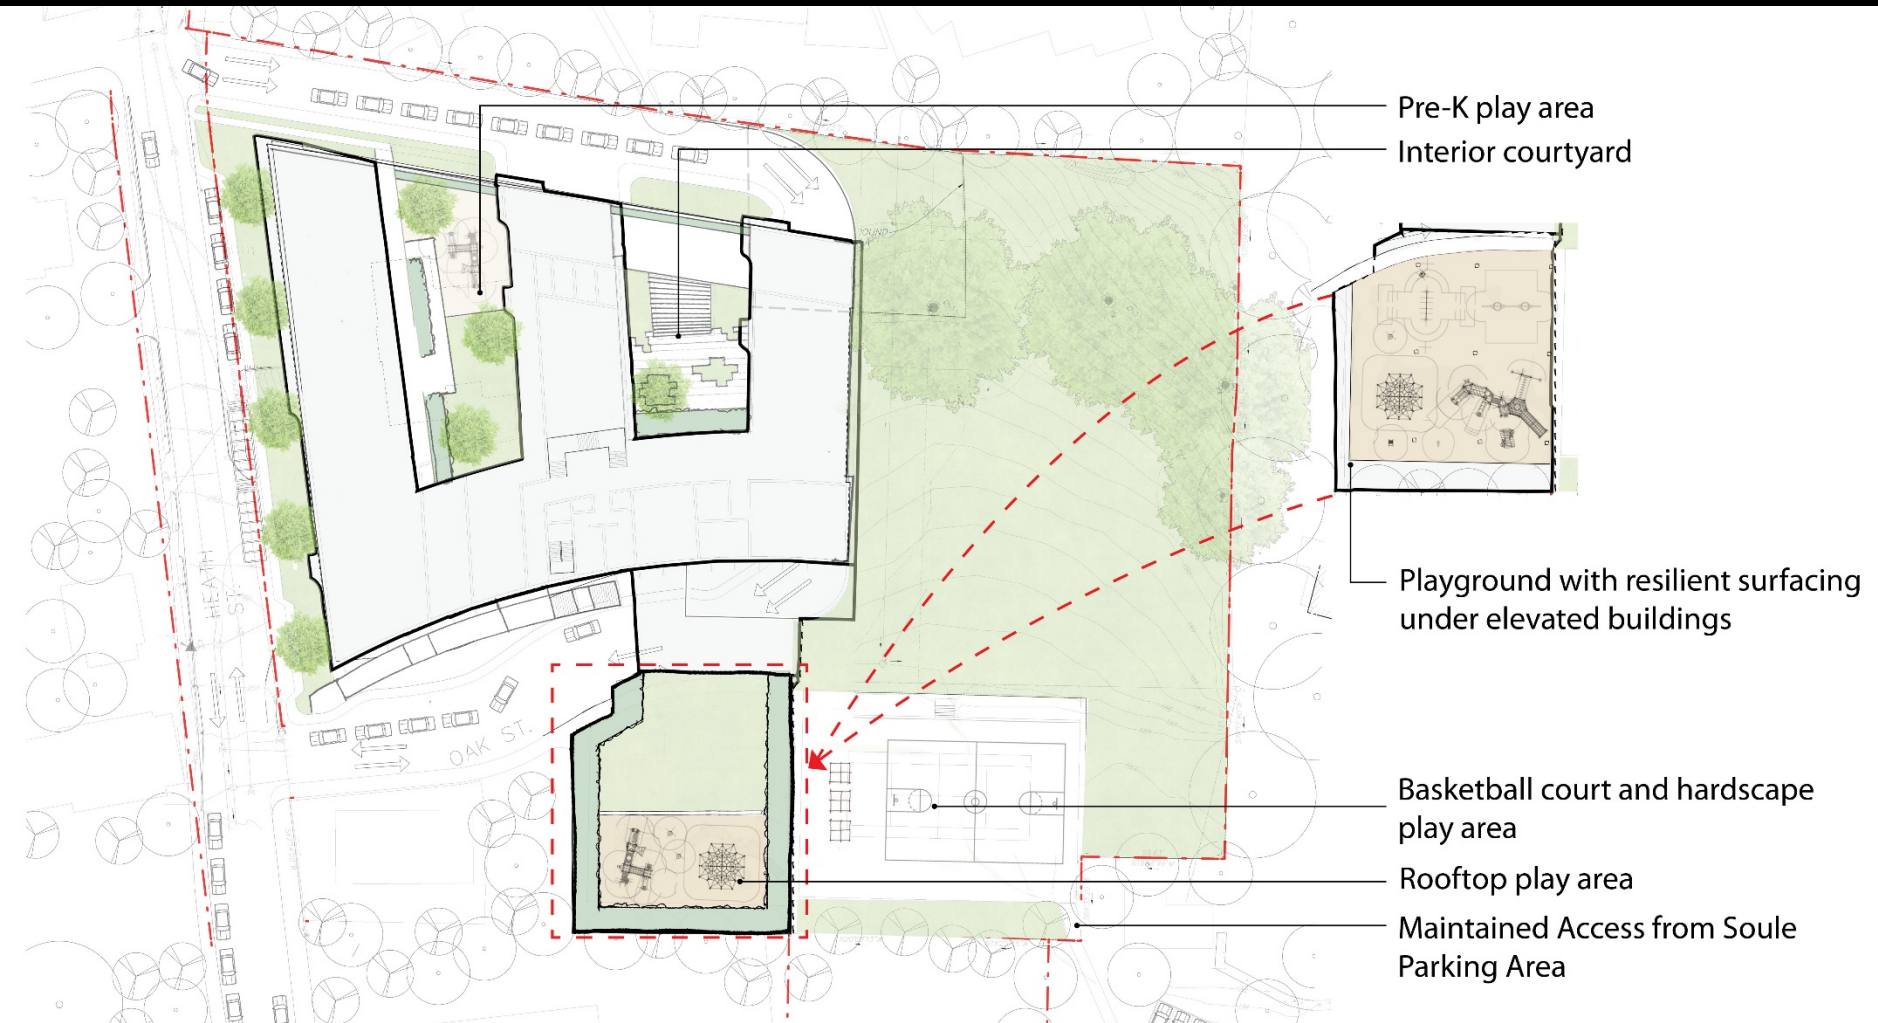 Pre-K play area
Interior courtyard
Playground with resilient surfacing
under elevated buildings
HEATH
ST.
OAK ST.
Basketball court and hardscape
play area
Rooftop play area
Maintained Access from Soule
Parking Area